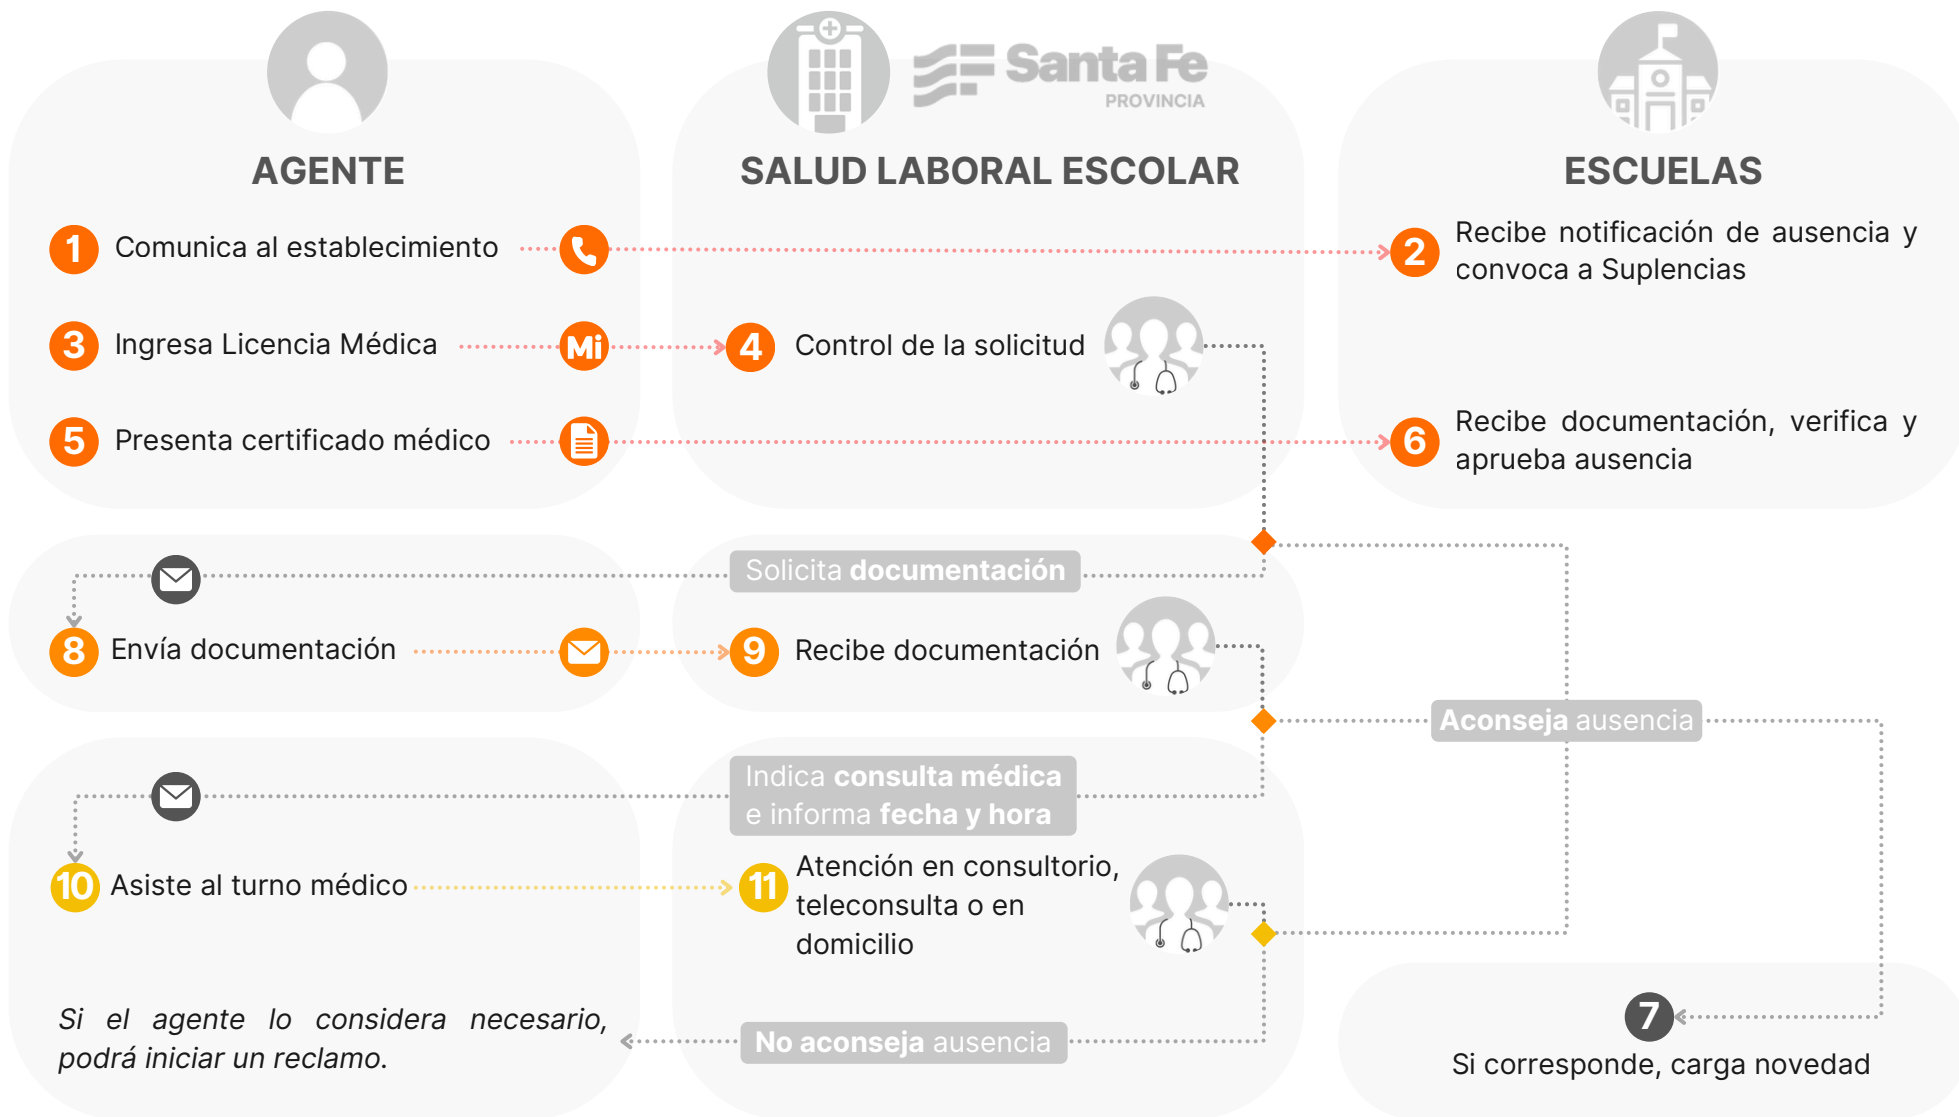 Santa Fe
PROVINCIA
AGENTE
SALUD LABORAL ESCOLAR
ESCUELAS
1 Comunica al establecimiento
2 Recibe notificación de ausencia y
convoca a Suplencias
3 Ingresa Licencia Médica
Mi
4 Control de la solicitud
5 Presenta certificado médico
6 Recibe documentación, verifica y
aprueba ausencia
Solicita documentación
8 Envía documentación
9 Recibe documentación
Aconseja ausencia
Indica consulta médica
e informa fecha y hora
10 Asiste al turno médico
11 Atención en consultorio,
teleconsulta o en
domicilio
Si el agente lo considera necesario,
podrá iniciar un reclamo.
No aconseja ausencia
7
Si corresponde, carga novedad